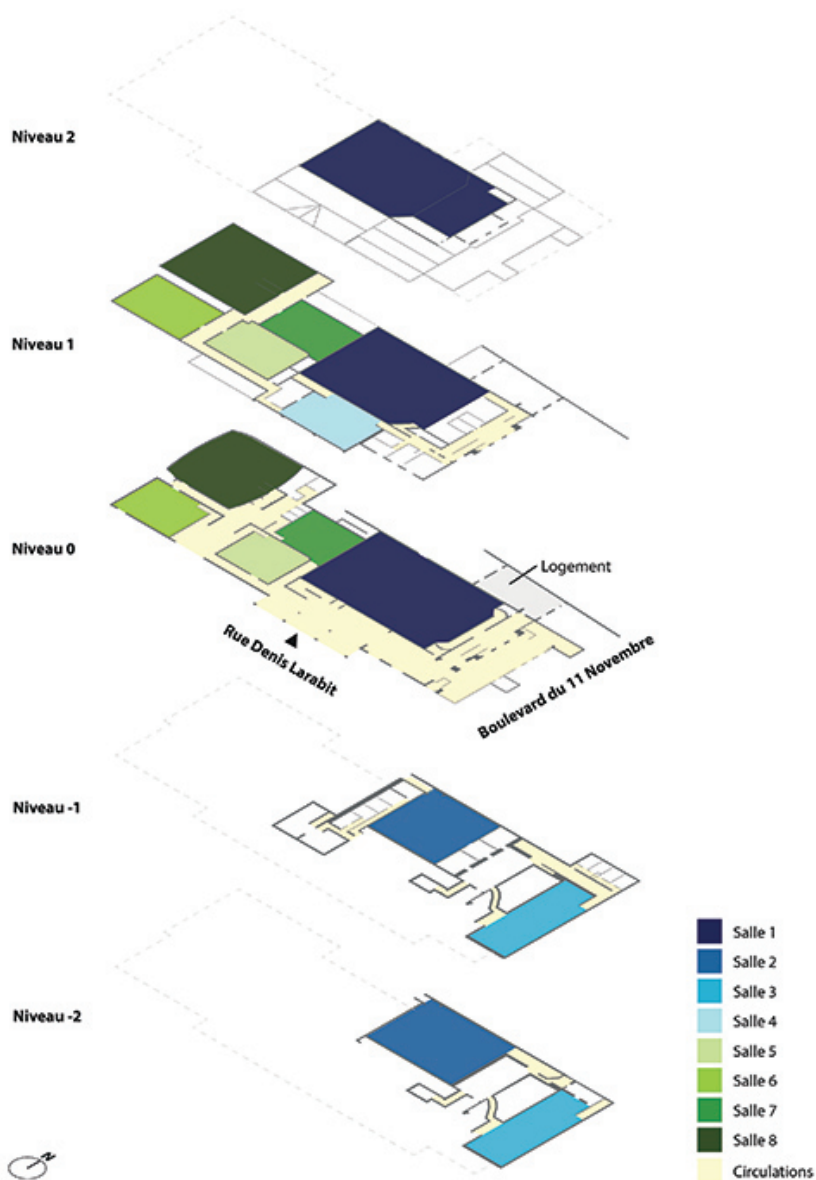 Niveau 2
Niveau 1
Niveau 0
Logement
Rue Denis Larabit
Boulevard du 11 Novembre
Niveau -1
Niveau -2
Salle 1
Salle 2
Salle 3
Salle 4
Salle 5
Salle 6
Salle 7
Salle 8
Circulations
N